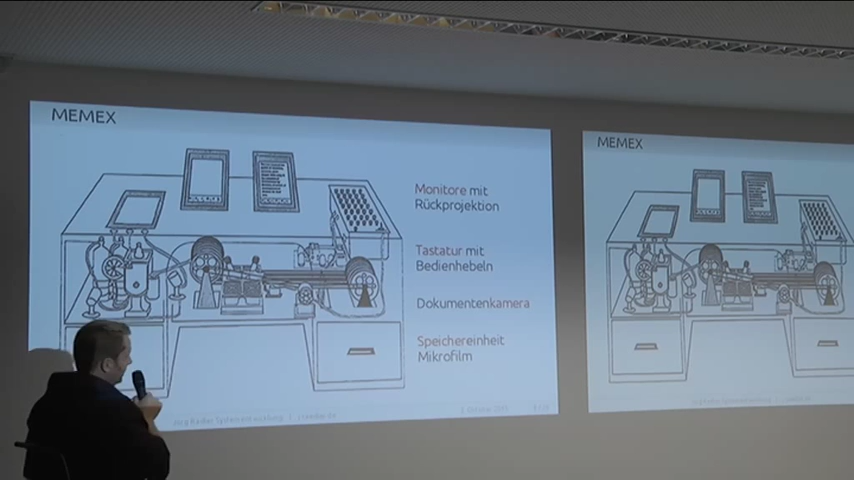 MEMEX
Monitore mit
Rückprojektion
Tastatur mit
Bedienhebeln
Dokumentenkamera
Speichereinheit
Mikrofilm
MEMEX